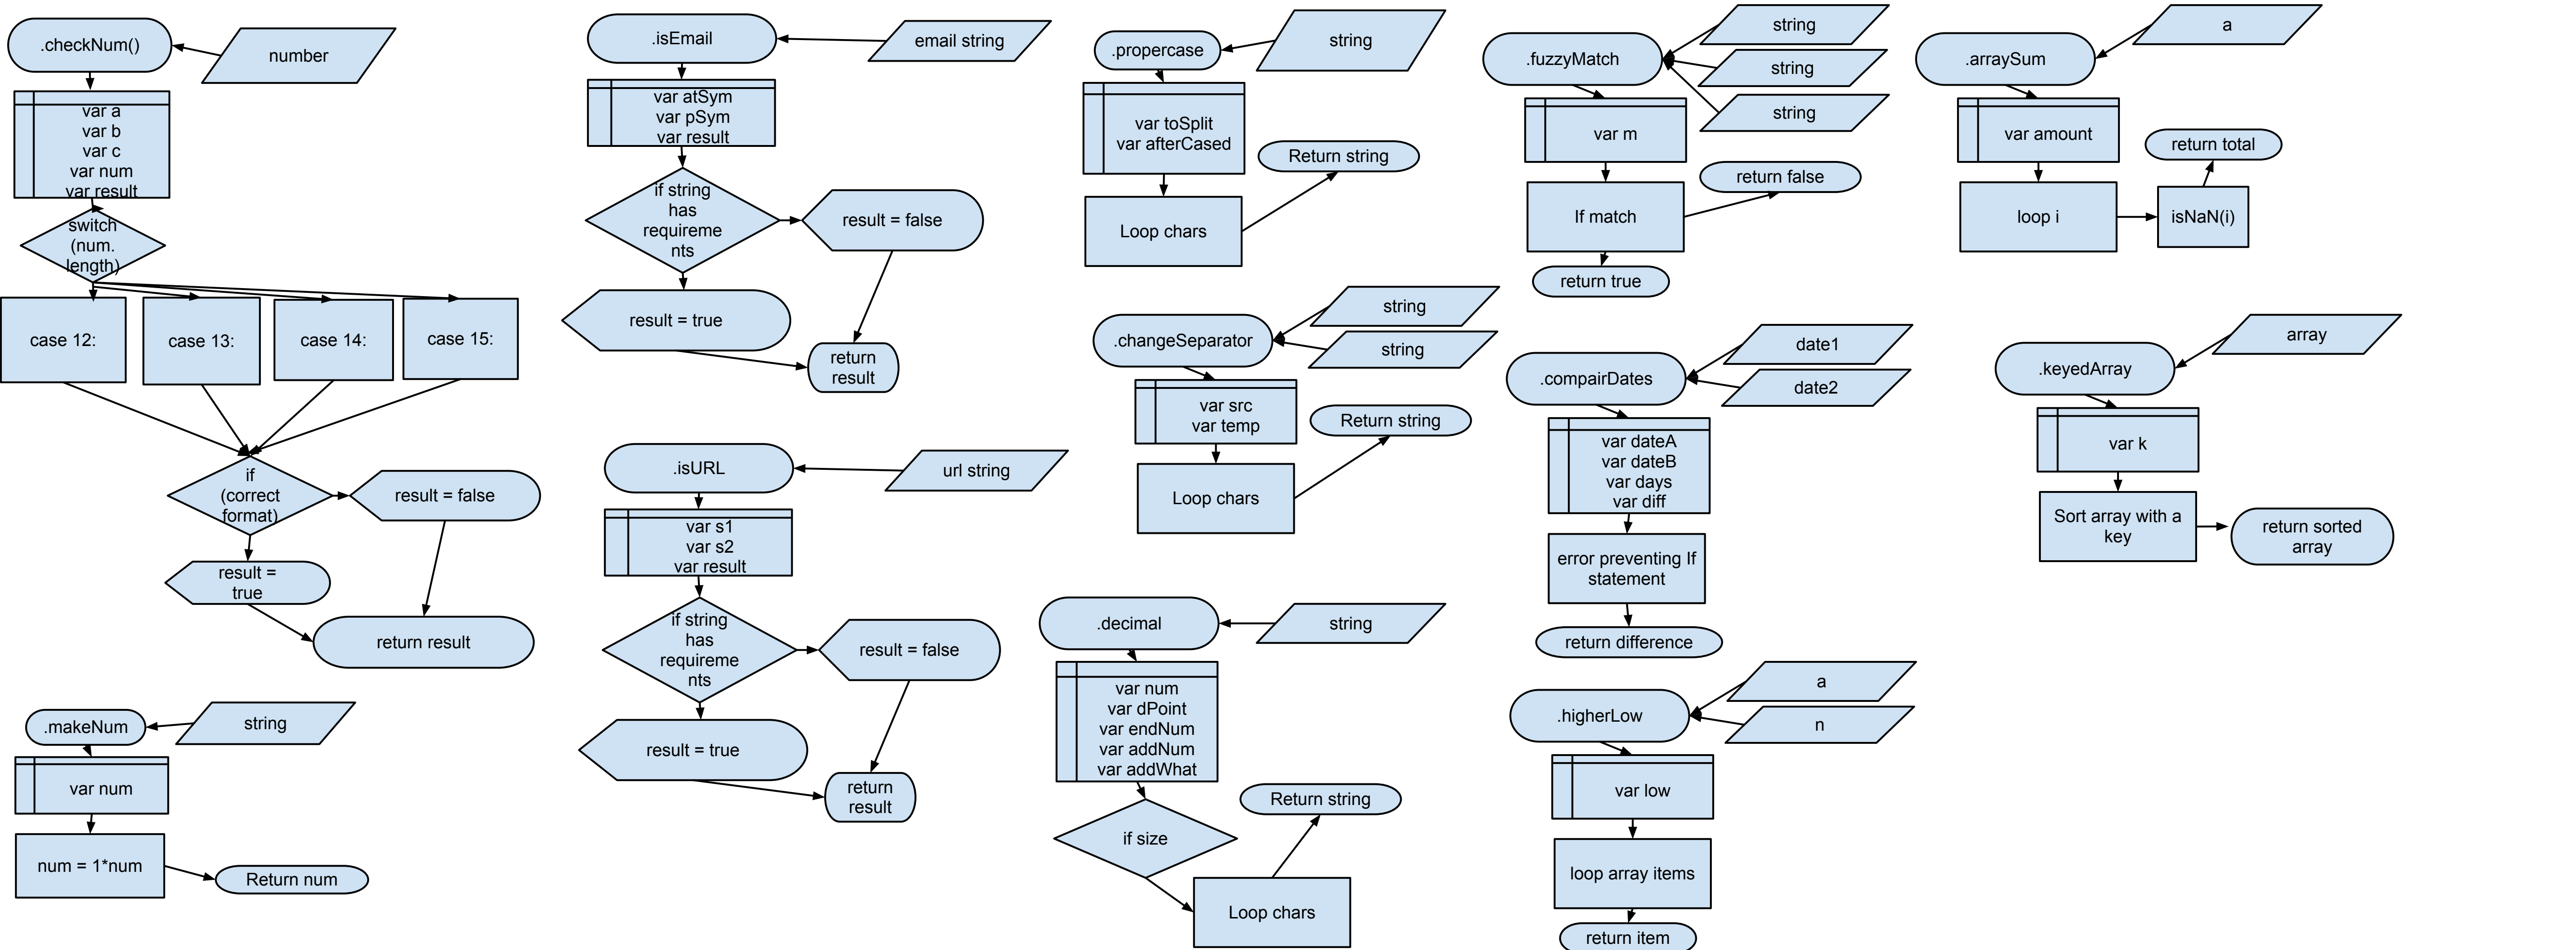 .checkNum()
number
var a
var b
var c
var num
var result
switch
(num.
length)
case 12:
case 13:
case 14:
case 15:
if
(correct
format)
result = false
result =
true
return result
.makeNum
string
var num
num = 1*num
Return num
.isEmail
email string
var atSym
var pSym
var result
if string
has
requireme
nts
result = false
result = true
return
result
.isURL
url string
var s1
var s2
var result
if string
has
requireme
nts
result = false
result = true
return
result
.propercase
string
var toSplit
var afterCased
Return string
Loop chars
.changeSeparator
string
string
var src
var temp
Return string
Loop chars
.decimal
string
var num
var dPoint
var endNum
var addNum
var addWhat
if size
Return string
Loop chars
.fuzzyMatch
string
string
string
var m
return false
If match
return true
.compairDates
date1
date2
var dateA
var dateB
var days
var diff
error preventing If
statement
return difference
.higherLow
a
n
var low
loop array items
return item
.arraySum
a
var amount
return total
loop i
isNaN(i)
.keyedArray
array
var k
Sort array with a
key
return sorted
array